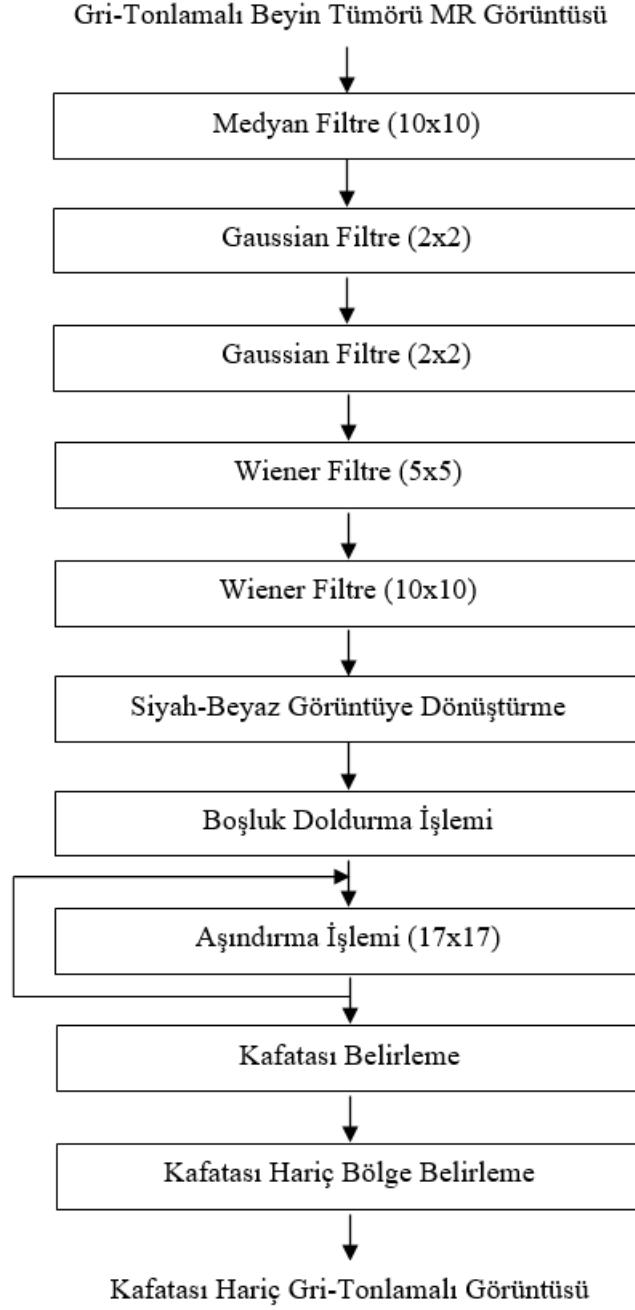 Gri-Tonlamalı Beyin Tümörü MR Görüntüsü
Medyan Filtre (10x10)
Gaussian Filtre (2x2)
Gaussian Filtre (2x2)
Wiener Filtre (5x5)
Wiener Filtre (10x10)
Siyah-Beyaz Görüntüye Dönüştürme
Boşluk Doldurma İşlemi
Aşındırma İşlemi (17x17)
Kafatası Belirleme
Kafatası Hariç Bölge Belirleme
Kafatası Hariç Gri-Tonlamalı Görüntüsü